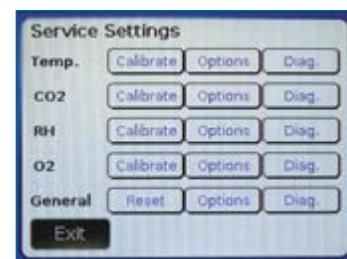 Service Settings
Temp. Calibrate Options Diag.
CO2 Calibrate Options Diag.
RH Calibrate Options Diag.
O2 Calibrate Options Diag.
General Reset Options Diag.
Exit